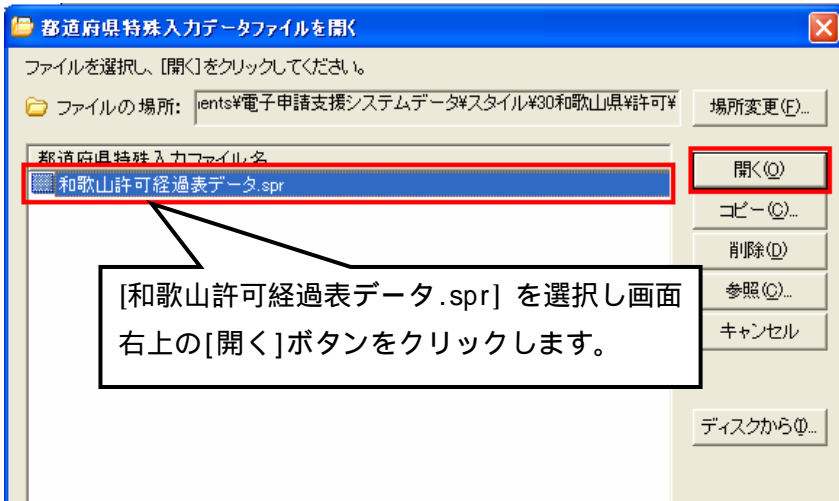 都道府県特殊入力データファイルを開く
ファイルを選択し、[開く]をクリックしてください。
ファイルの場所: ments¥電子申請支援システムデータ¥スタイル¥30和歌山県¥許可¥ 場所変更(F)...
都道府県特殊入力ファイル名
和歌山許可経過表データ.spr
開く(O)
コピー(C)...
削除(D)
参照(C)...
キャンセル
ディスクから(I)...
[和歌山許可経過表データ.spr] を選択し画面
右上の[開く]ボタンをクリックします。